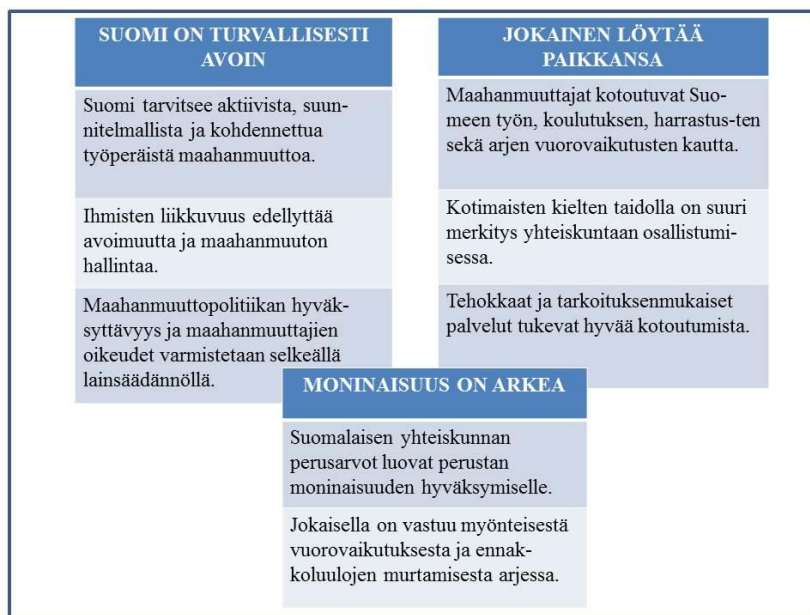 SUOMI ON TURVALLISESTI
AVOIN
Suomi tarvitsee aktiivista, suun-
nitelmallista ja kohdennettua
työperäistä maahanmuuttoa.
Ihmisten liikkuvuus edellyttää
avoimuutta ja maahanmuuton
hallintaa.
Maahanmuuttopolitiikan hyväk-
syttävyys ja maahanmuuttajien
oikeudet varmistetaan selkeällä
lainsäädännöllä.
JOKAINEN LÖYTÄÄ
PAIKKANSA
Maahanmuuttajat kotoutuvat Suo-
meen työn, koulutuksen, harrastus-ten
sekä arjen vuorovaikutusten kautta.
Kotimaisten kielten taidolla on suuri
merkitys yhteiskuntaan osallistumi-
sessa.
Tehokkaat ja tarkoituksenmukaiset
palvelut tukevat hyvää kotoutumista.
MONINAISUUS ON ARKEA
Suomalaisen yhteiskunnan
perusarvot luovat perustan
moninaisuuden hyväksymiselle.
Jokaisella on vastuu myönteisestä
vuorovaikutuksesta ja ennak-
koluulojen murtamisesta arjessa.